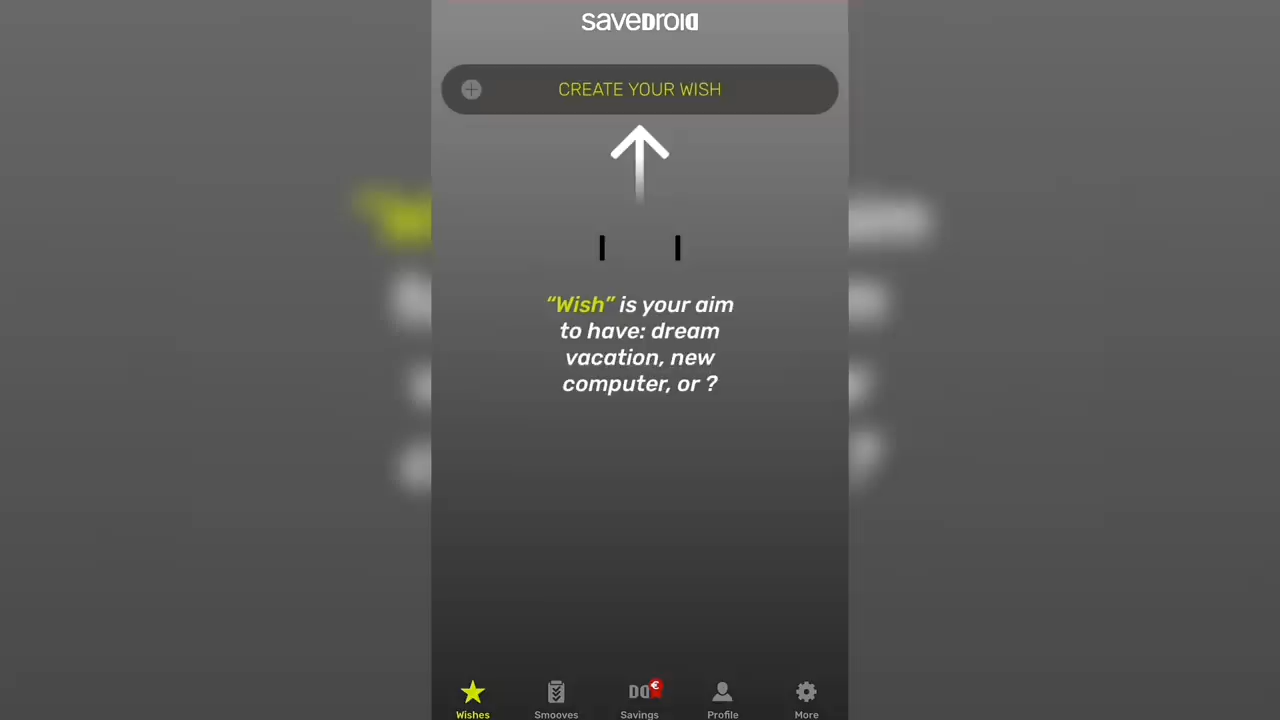 saveDroid
CREATE YOUR WISH
“Wish” is your aim
to have: dream
vacation, new
computer, or ?
DD €
Wishes Smooves Savings Profile More